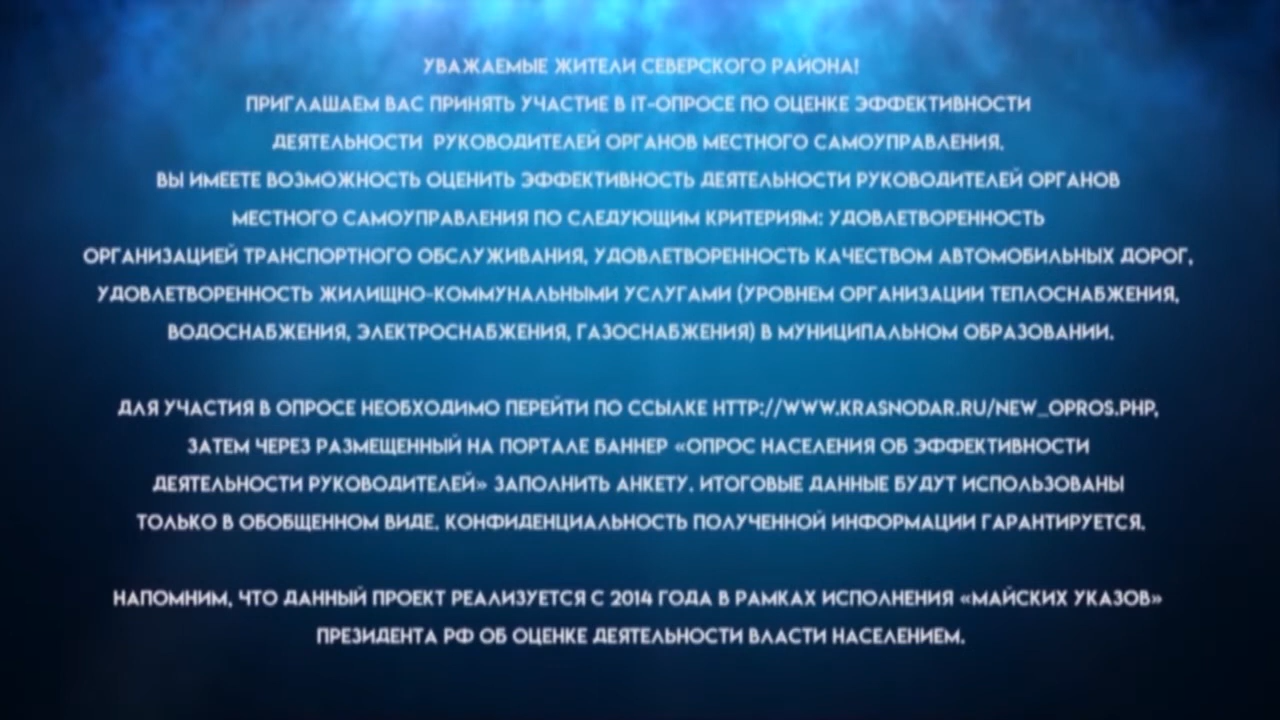 УВАЖАЕМЫЕ ЖИТЕЛИ СЕВЕРСКОГО РАЙОНА!
ПРИГЛАШАЕМ ВАС ПРИНЯТЬ УЧАСТИЕ В IT-ОПРОСЕ ПО ОЦЕНКЕ ЭФФЕКТИВНОСТИ
ДЕЯТЕЛЬНОСТИ РУКОВОДИТЕЛЕЙ ОРГАНОВ МЕСТНОГО САМОУПРАВЛЕНИЯ.
ВЫ ИМЕЕТЕ ВОЗМОЖНОСТЬ ОЦЕНИТЬ ЭФФЕКТИВНОСТЬ ДЕЯТЕЛЬНОСТИ РУКОВОДИТЕЛЕЙ ОРГАНОВ
МЕСТНОГО САМОУПРАВЛЕНИЯ ПО СЛЕДУЮЩИМ КРИТЕРИЯМ: УДОВЛЕТВОРЕННОСТЬ
ОРГАНИЗАЦИЕЙ ТРАНСПОРТНОГО ОБСЛУЖИВАНИЯ, УДОВЛЕТВОРЕННОСТЬ КАЧЕСТВОМ АВТОМОБИЛЬНЫХ ДОРОГ,
УДОВЛЕТВОРЕННОСТЬ ЖИЛИЩНО-КОММУНАЛЬНЫМИ УСЛУГАМИ (УРОВНЕМ ОРГАНИЗАЦИИ ТЕПЛОСНАБЖЕНИЯ,
ВОДОСНАБЖЕНИЯ, ЭЛЕКТРОСНАБЖЕНИЯ, ГАЗОСНАБЖЕНИЯ) В МУНИЦИПАЛЬНОМ ОБРАЗОВАНИИ.
ДЛЯ УЧАСТИЯ В ОПРОСЕ НЕОБХОДИМО ПЕРЕЙТИ ПО ССЫЛКЕ HTTP://WWW.KRASNODAR.RU/NEW_OPROS.PHP,
ЗАТЕМ ЧЕРЕЗ РАЗМЕЩЕННЫЙ НА ПОРТАЛЕ БАННЕР «ОПРОС НАСЕЛЕНИЯ ОБ ЭФФЕКТИВНОСТИ
ДЕЯТЕЛЬНОСТИ РУКОВОДИТЕЛЕЙ» ЗАПОЛНИТЬ АНКЕТУ. ИТОГОВЫЕ ДАННЫЕ БУДУТ ИСПОЛЬЗОВАНЫ
ТОЛЬКО В ОБОБЩЕННОМ ВИДЕ. КОНФИДЕНЦИАЛЬНОСТЬ ПОЛУЧЕННОЙ ИНФОРМАЦИИ ГАРАНТИРУЕТСЯ.
НАПОМНИМ, ЧТО ДАННЫЙ ПРОЕКТ РЕАЛИЗУЕТСЯ С 2014 ГОДА В РАМКАХ ИСПОЛНЕНИЯ «МАЙСКИХ УКАЗОВ»
ПРЕЗИДЕНТА РФ ОБ ОЦЕНКЕ ДЕЯТЕЛЬНОСТИ ВЛАСТИ НАСЕЛЕНИЕМ.